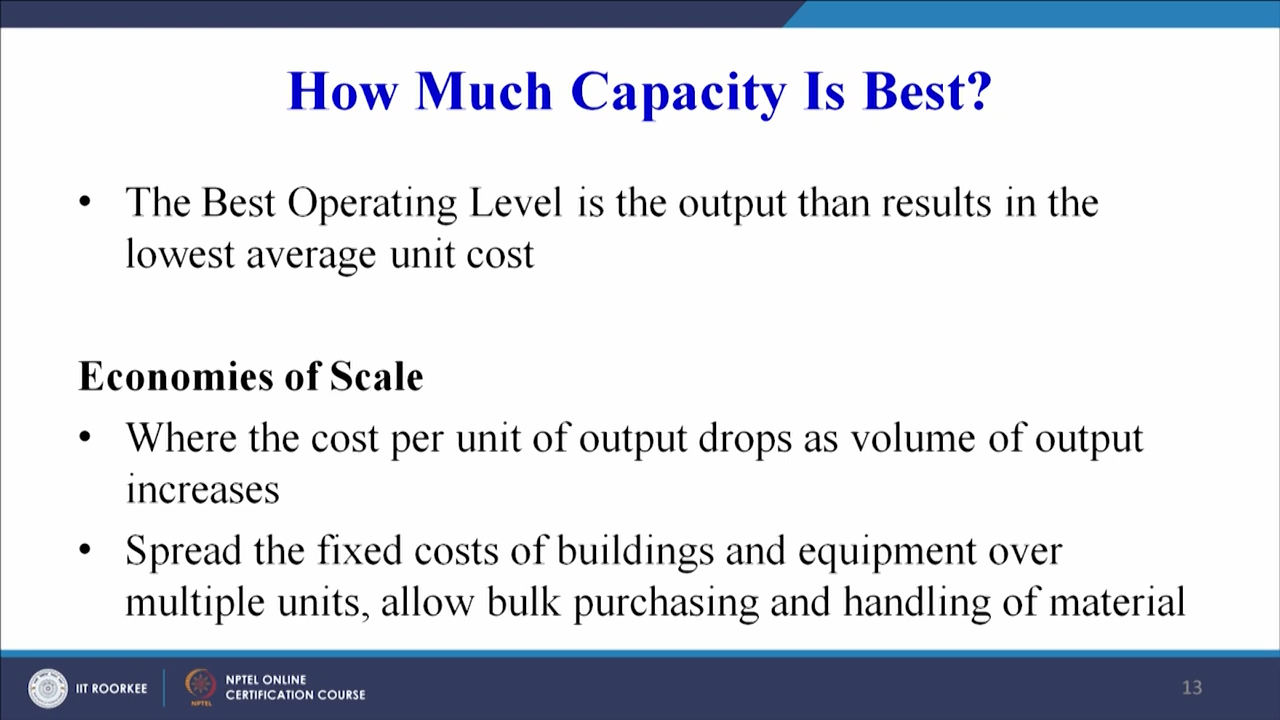 How Much Capacity Is Best?
• The Best Operating Level is the output than results in the
lowest average unit cost
Economies of Scale
• Where the cost per unit of output drops as volume of output
increases
• Spread the fixed costs of buildings and equipment over
multiple units, allow bulk purchasing and handling of material
IIT ROORKEE
NPTEL
NPTEL ONLINE
CERTIFICATION COURSE
13